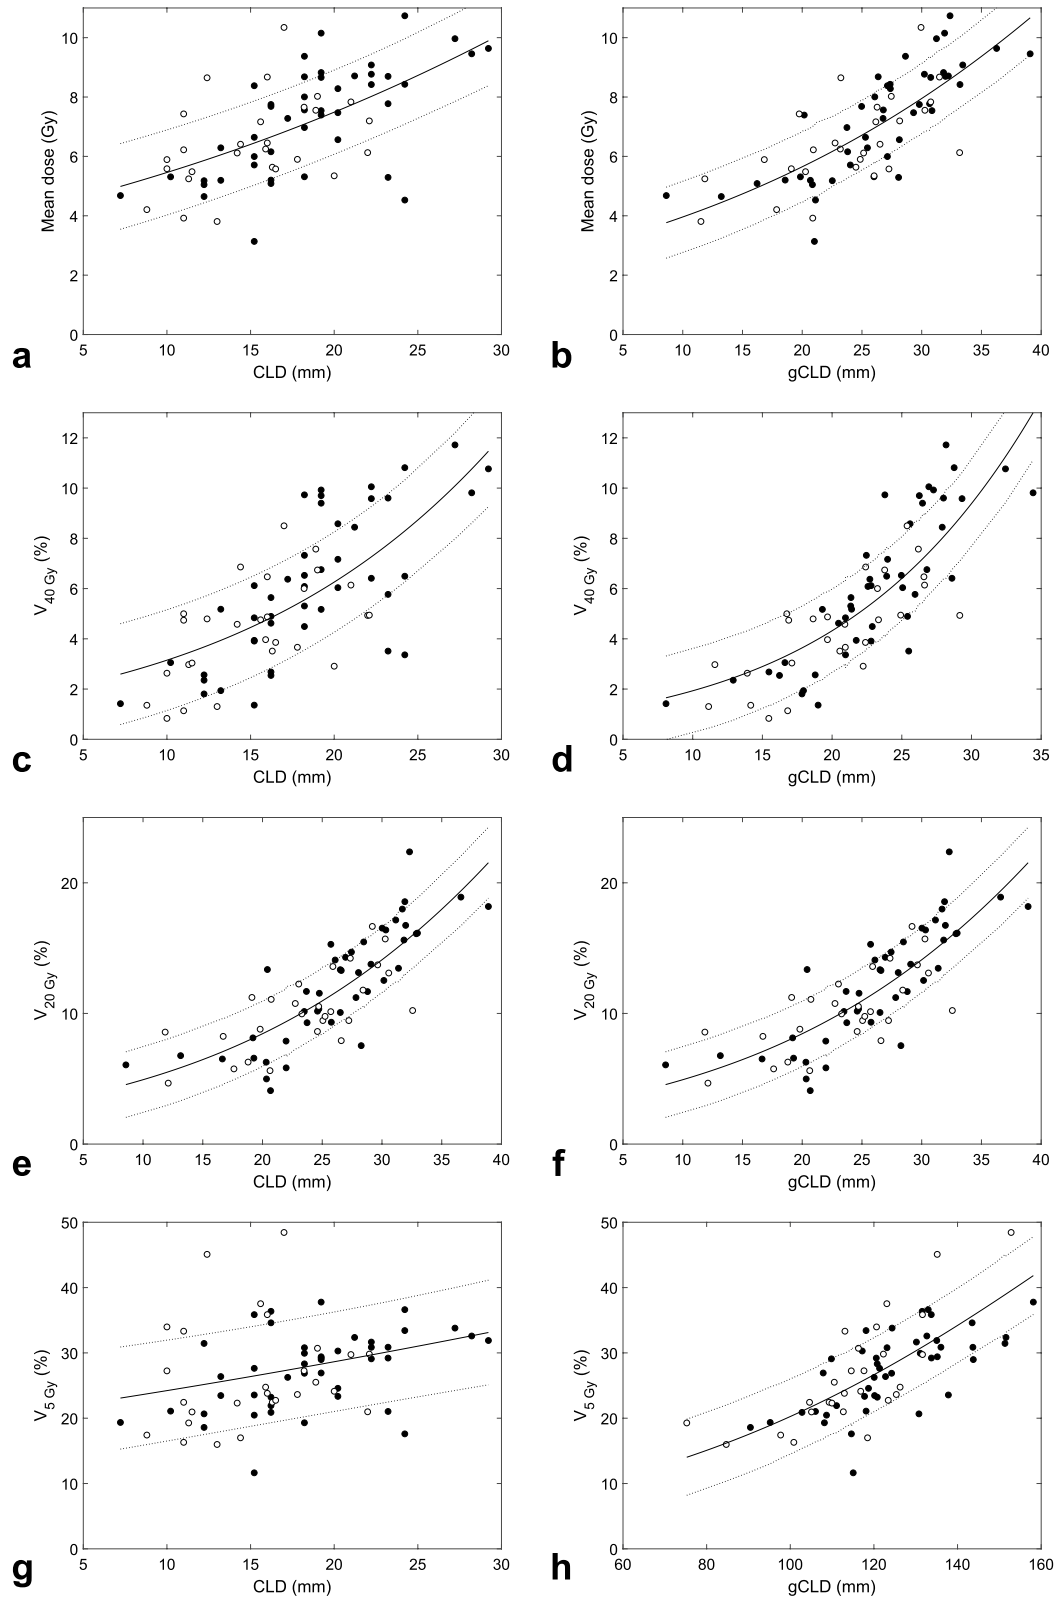 10
8
6
4
2
0
Mean dose (Gy)
5 10 15 20 25 30
CLD (mm)
a
10
8
6
4
2
0
Mean dose (Gy)
5 10 15 20 25 30 35 40
gCLD (mm)
b
12
10
8
6
4
2
0
V40 Gy (%)
5 10 15 20 25 30
CLD (mm)
c
12
10
8
6
4
2
0
V40 Gy (%)
5 10 15 20 25 30 35
gCLD (mm)
d
20
10
0
V20 Gy (%)
5 10 15 20 25 30 35 40
CLD (mm)
e
20
10
0
V20 Gy (%)
5 10 15 20 25 30 35 40
gCLD (mm)
f
50
40
30
20
10
0
V5 Gy (%)
5 10 15 20 25 30
CLD (mm)
g
50
40
30
20
10
0
V5 Gy (%)
60 80 100 120 140 160
gCLD (mm)
h